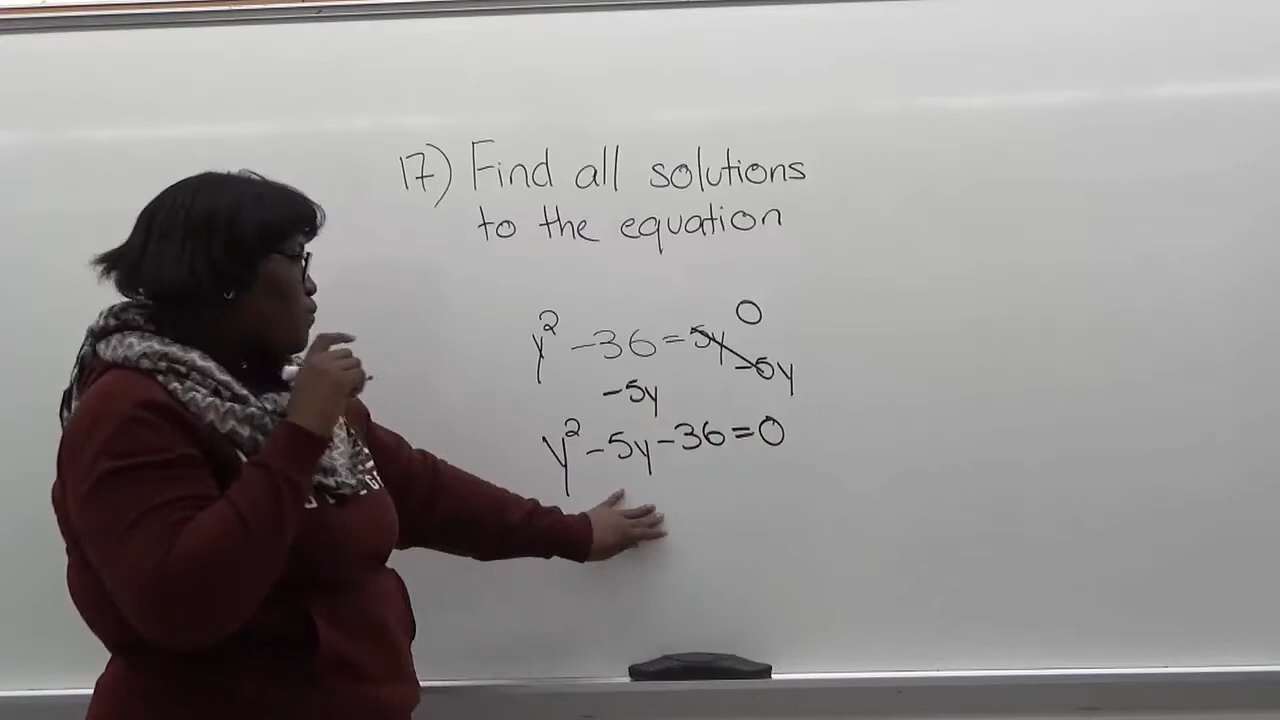 17) Find all solutions
to the equation
0
y² -36=5y -5y
-5y
y² -5y-36=0